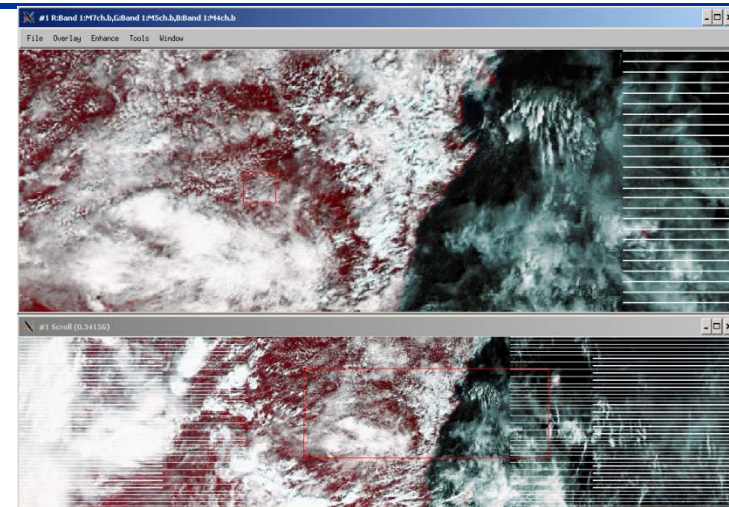 #1 R:Band 1:M7ch.b,G:Band 1:M5ch.b,B:Band 1:M4ch.b
File Overlay Enhance Tools Window
#1 Scroll (0.34156)